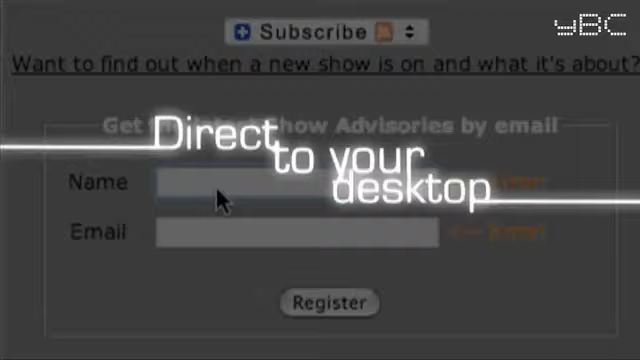 yBC
Subscribe
Want to find out when a new show is on and what it's about?
Get Show Advisories by email
Direct
to your
desktop
Name
Email
Register